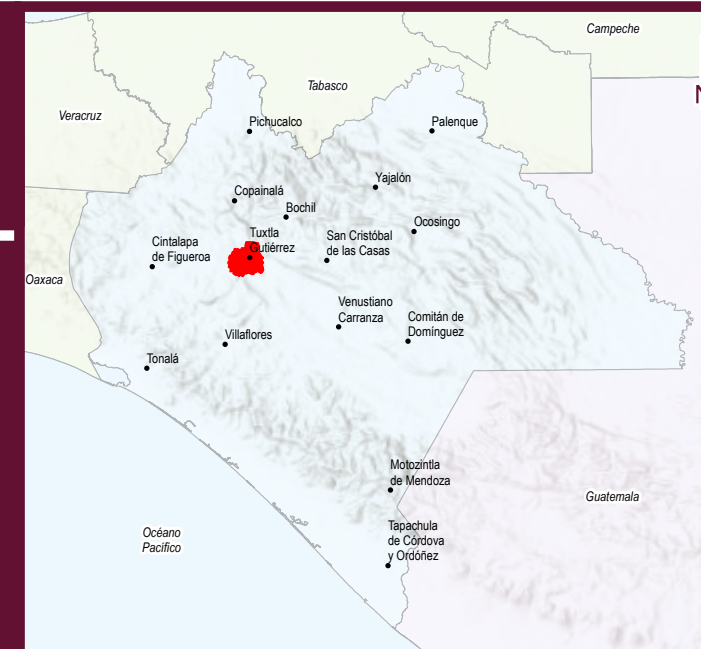 Campeche
Tabasco
N
Veracruz
Pichucalco
Palenque
Yajalón
Copainalá
Bochil
Ocosingo
Tuxtla
Gutiérrez
San Cristóbal
de las Casas
Cintalapa
de Figueroa
Oaxaca
Venustiano
Carranza
Comitán de
Domínguez
Villaflores
Tonalá
Motozintla
de Mendoza
Guatemala
Océano
Pacifico
Tapachula
de Córdova
y Ordóñez